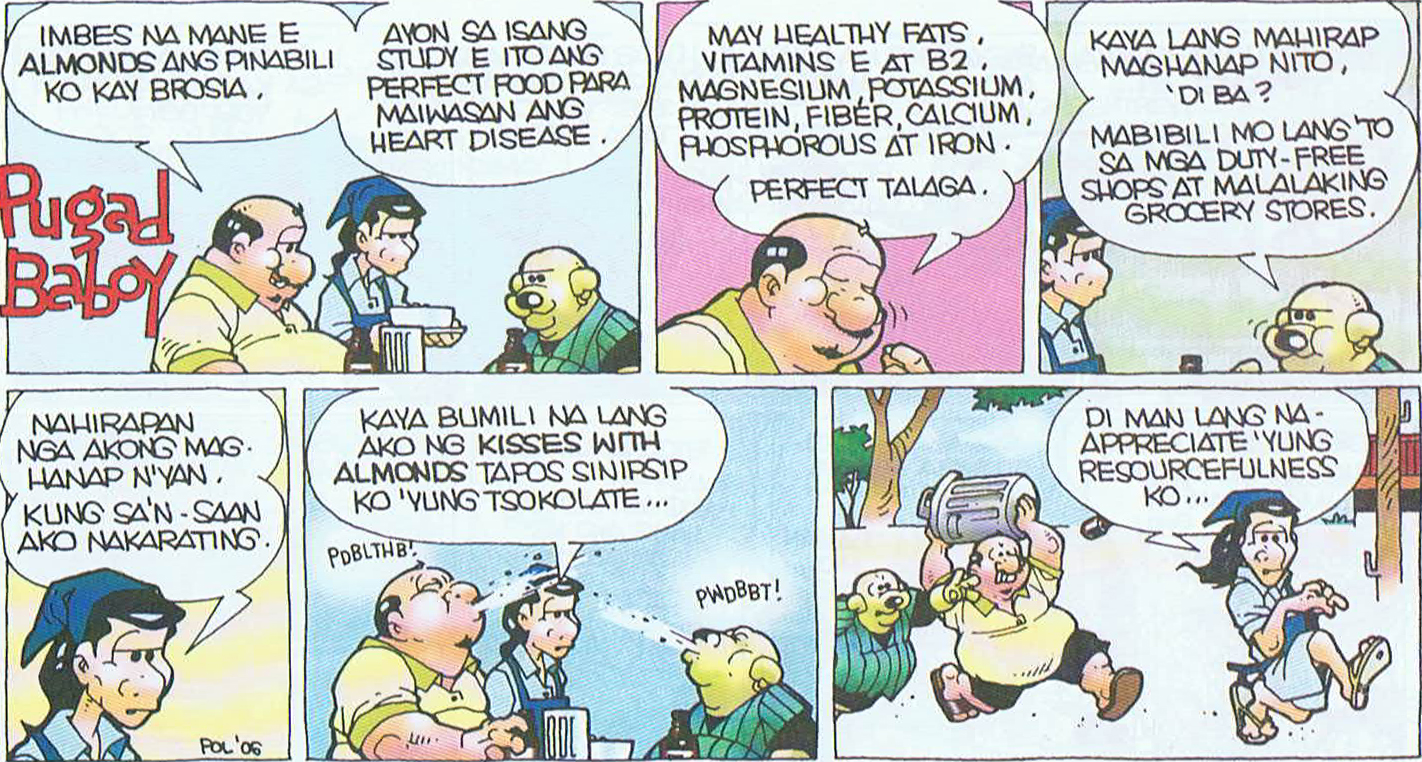 IMBES NA MANE E
ALMONDS ANG PINABILI
KO KAY BROSIA.
AYON SA ISANG
STUDY E ITO ANG
PERFECT FOOD PARA
MAIWASAN ANG
HEART DISEASE.
Pugad
Baboy
MAY HEALTHY FATS,
VITAMINS E AT B2,
MAGNESIUM, POTASSIUM,
PROTEIN, FIBER, CALCIUM,
PHOSPHOROUS AT IRON.
PERFECT TALAGA.
KAYA LANG MAHIRAP
MAGHANAP NITO,
'DI BA?
MABIBILI MO LANG 'TO
SA MGA DUTY-FREE
SHOPS AT MALALAKING
GROCERY STORES.
NAHIRAPAN
NGA AKONG MAG-
HANAP N'YAN.
KUNG SA'N-SAAN
AKO NAKARATING.
POL '06
KAYA BUMILI NA LANG
AKO NG KISSES WITH
ALMONDS TAPOS SINIPSIP
KO 'YUNG TSOKOLATE...
PDBLTHB!
PWDBBT!
DI MAN LANG NA-
APPRECIATE 'YUNG
RESOURCEFULNESS
KO...